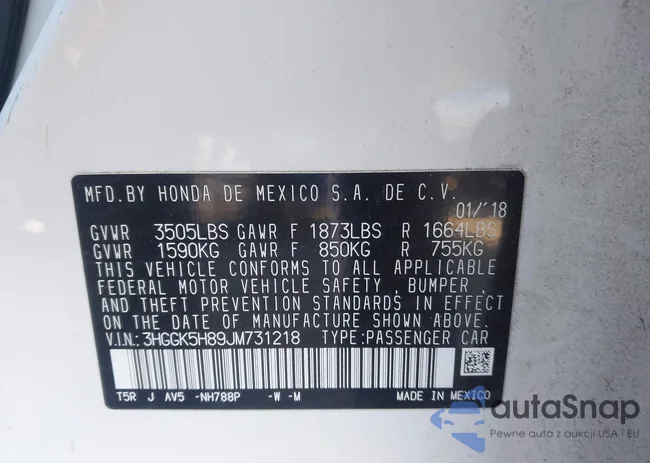 MFD. BY HONDA DE MEXICO S.A. DE C.V.
01/'18
GVWR 3505LBS GAWR F 1873LBS R 1664LBS
GVWR 1590KG GAWR F 850KG R 755KG
THIS VEHICLE CONFORMS TO ALL APPLICABLE
FEDERAL MOTOR VEHICLE SAFETY, BUMPER,
AND THEFT PREVENTION STANDARDS IN EFFECT
ON THE DATE OF MANUFACTURE SHOWN ABOVE.
V.I.N.: 3HGGK5H89JM731218 TYPE:PASSENGER CAR
T5R J AV5 -NH788P -W -M MADE IN MEXICO
autaSnap
Pewne auta z aukcji USA i EU